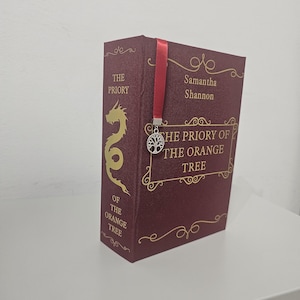 THE
PRIORY
OF
THE
ORANGE
TREE
Samantha
Shannon
THE PRIORY OF
THE ORANGE
TREE